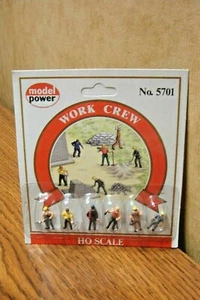 model
power
No. 5701
WORK CREW
HO SCALE